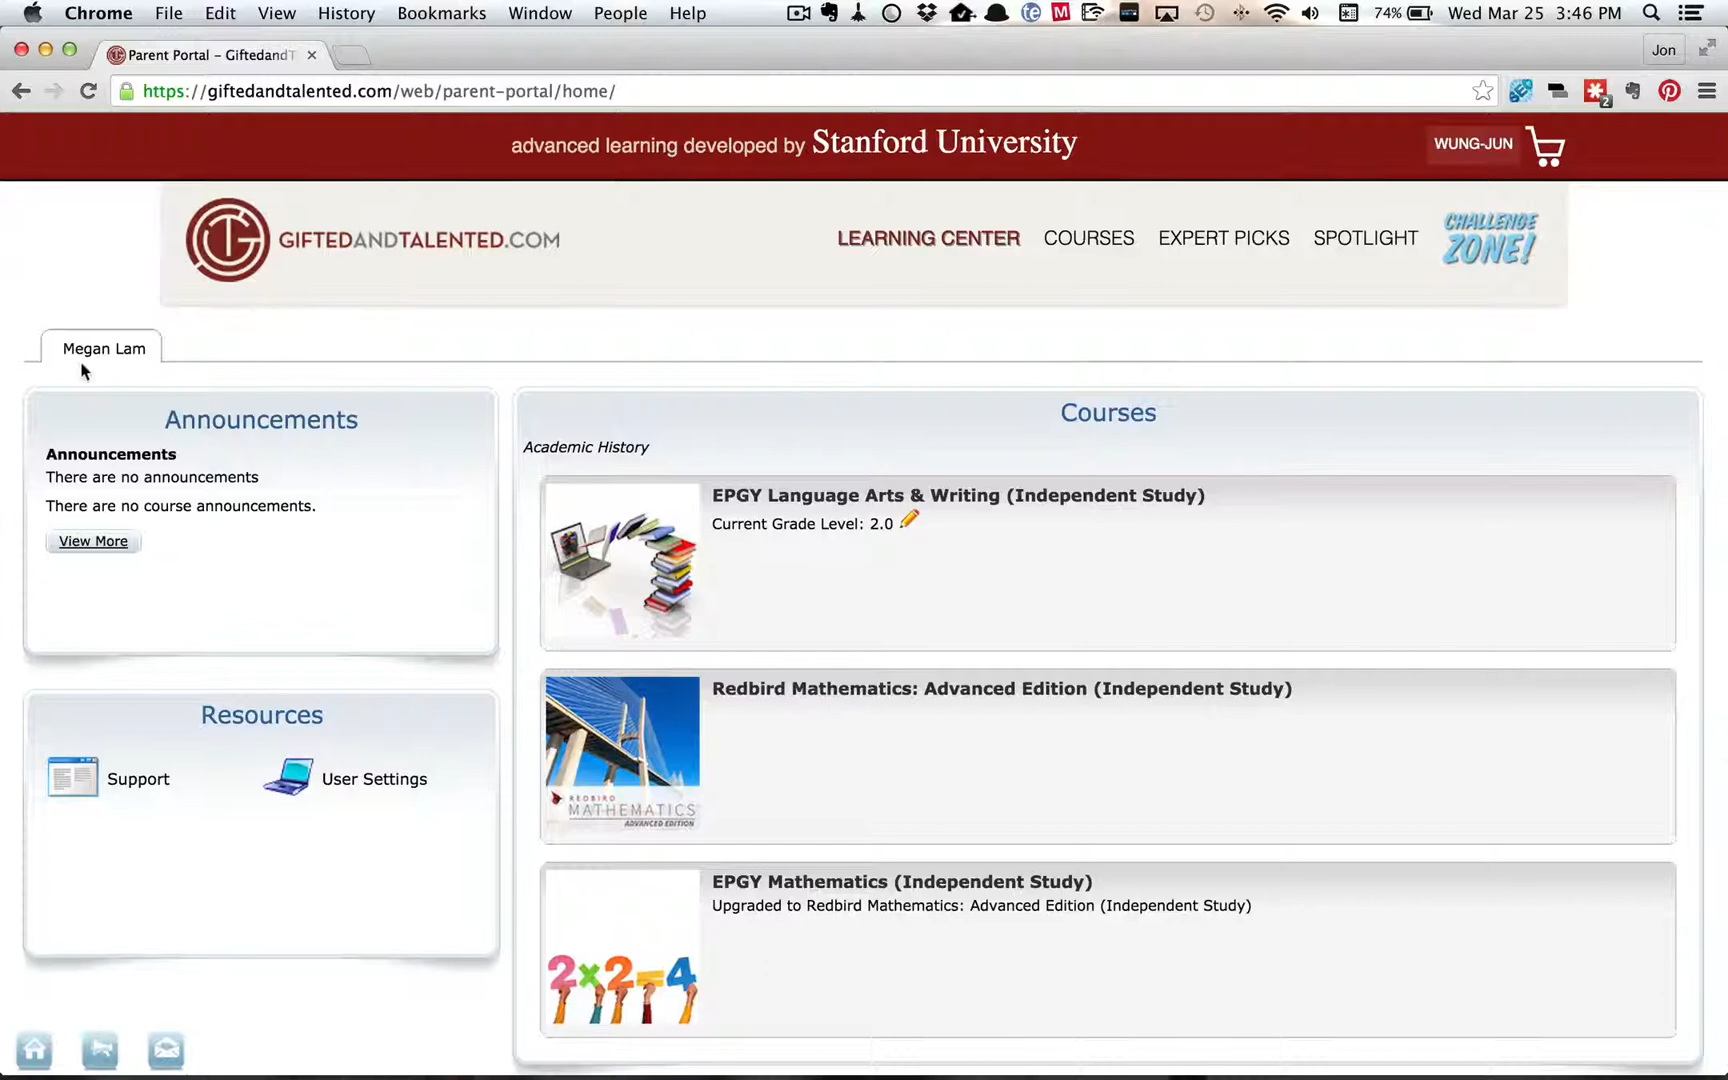 Chrome File Edit View History Bookmarks Window People Help 74% Wed Mar 25 3:46 PM
Parent Portal – GiftedandT
Jon
https://giftedandtalented.com/web/parent-portal/home/
2
advanced learning developed by Stanford University
WUNG-JUN
GIFTEDANDTALENTED.COM
LEARNING CENTER COURSES EXPERT PICKS SPOTLIGHT
CHALLENGE
ZONE!
Megan Lam
Announcements
Announcements
There are no announcements
There are no course announcements.
View More
Resources
Support
User Settings
Courses
Academic History
EPGY Language Arts & Writing (Independent Study)
Current Grade Level: 2.0
Redbird Mathematics: Advanced Edition (Independent Study)
REDBIRD
MATHEMATICS
ADVANCED EDITION
EPGY Mathematics (Independent Study)
Upgraded to Redbird Mathematics: Advanced Edition (Independent Study)
2×2=4